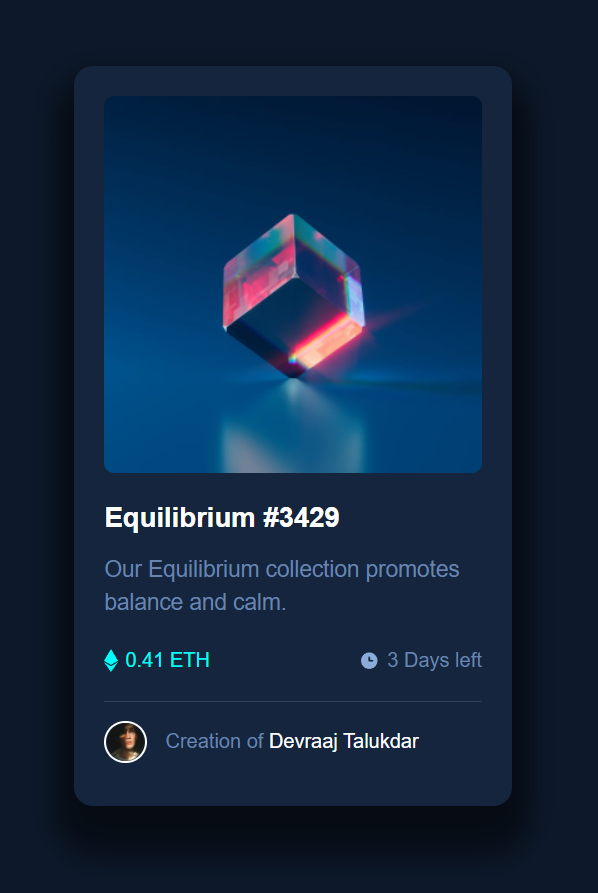 Equilibrium #3429
Our Equilibrium collection promotes
balance and calm.
0.41 ETH
3 Days left
Creation of Devraaj Talukdar